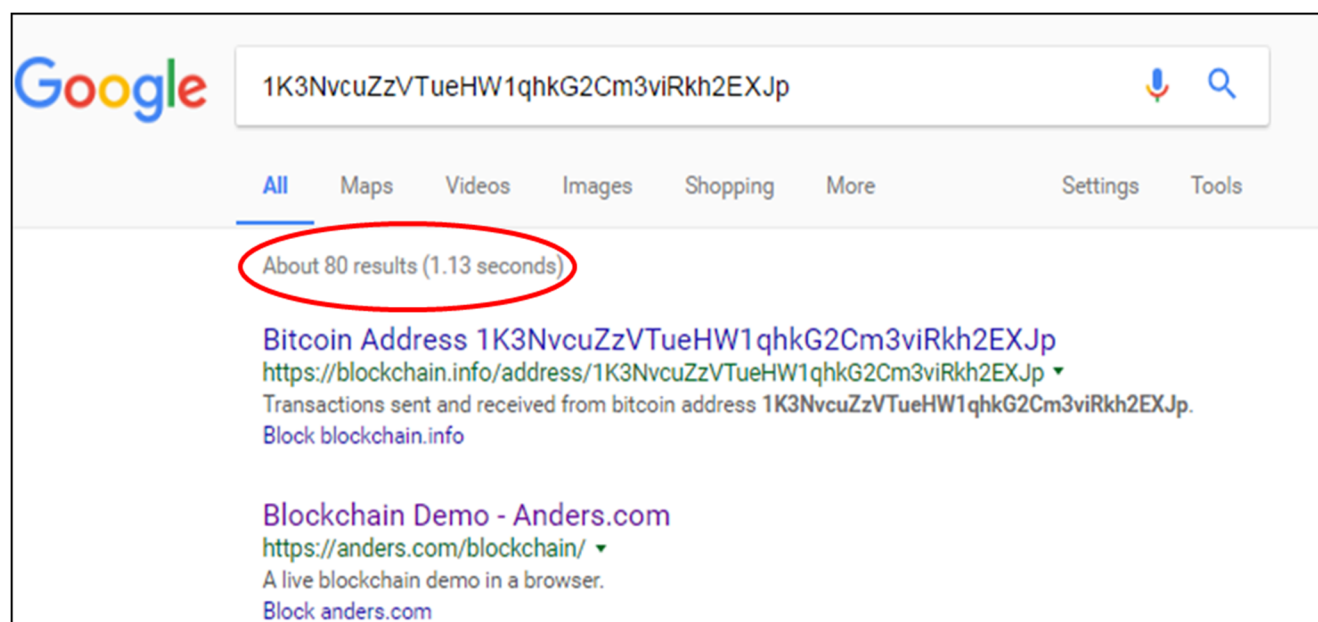 Google
1K3NvcuZzVTueHW1qhkG2Cm3viRkh2EXJp
All Maps Videos Images Shopping More Settings Tools
About 80 results (1.13 seconds)
Bitcoin Address 1K3NvcuZzVTueHW1qhkG2Cm3viRkh2EXJp
https://blockchain.info/address/1K3NvcuZzVTueHW1qhkG2Cm3viRkh2EXJp
Transactions sent and received from bitcoin address 1K3NvcuZzVTueHW1qhkG2Cm3viRkh2EXJp.
Block blockchain.info
Blockchain Demo - Anders.com
https://anders.com/blockchain/
A live blockchain demo in a browser.
Block anders.com